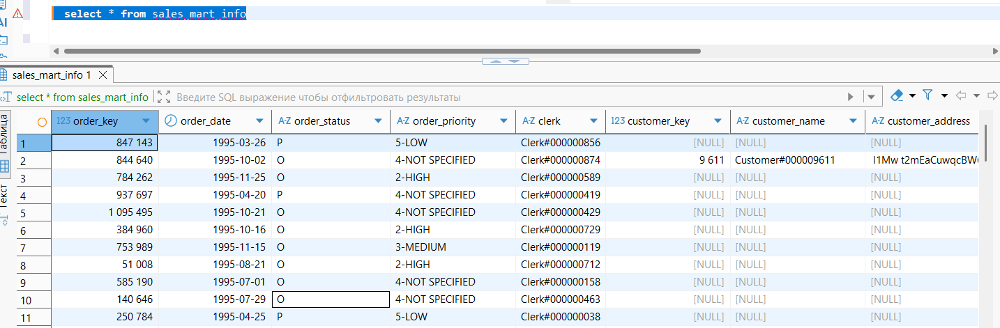 AI
select * from sales_mart_info
sales_mart_info 1
select * from sales_mart_info Введите SQL выражение чтобы отфильтровать результаты
Таблица
Текст
123 order_key order_date A-Z order_status A-Z order_priority A-Z clerk 123 customer_key A-Z customer_name A-Z customer_address
1 847 143 1995-03-26 P 5-LOW Clerk#000000856 [NULL] [NULL] [NULL]
2 844 640 1995-10-02 O 4-NOT SPECIFIED Clerk#000000874 9 611 Customer#000009611 I1Mw t2mEaCuwqcBW
3 784 262 1995-11-25 O 2-HIGH Clerk#000000589 [NULL] [NULL] [NULL]
4 937 697 1995-04-20 P 4-NOT SPECIFIED Clerk#000000419 [NULL] [NULL] [NULL]
5 1 095 495 1995-10-21 O 4-NOT SPECIFIED Clerk#000000429 [NULL] [NULL] [NULL]
6 384 960 1995-10-16 O 2-HIGH Clerk#000000729 [NULL] [NULL] [NULL]
7 753 989 1995-11-15 O 3-MEDIUM Clerk#000000119 [NULL] [NULL] [NULL]
8 51 008 1995-08-21 O 2-HIGH Clerk#000000712 [NULL] [NULL] [NULL]
9 585 190 1995-07-01 O 4-NOT SPECIFIED Clerk#000000158 [NULL] [NULL] [NULL]
10 140 646 1995-07-29 O 4-NOT SPECIFIED Clerk#000000463 [NULL] [NULL] [NULL]
11 250 784 1995-04-25 P 5-LOW Clerk#000000038 [NULL] [NULL] [NULL]